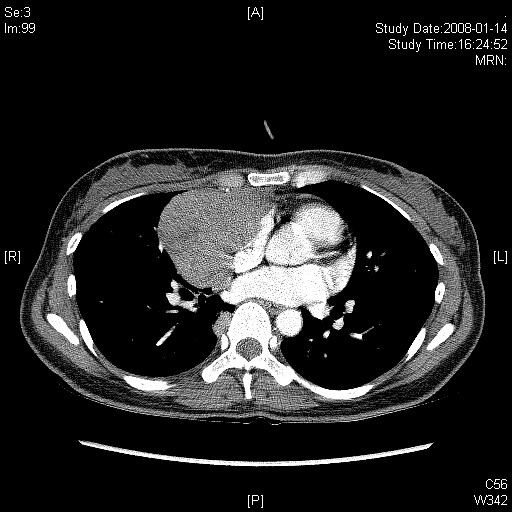 Se:3
Im:99
[A]
Study Date:2008-01-14
Study Time:16:24:52
MRN:
[R]
[L]
[P]
C56
W342